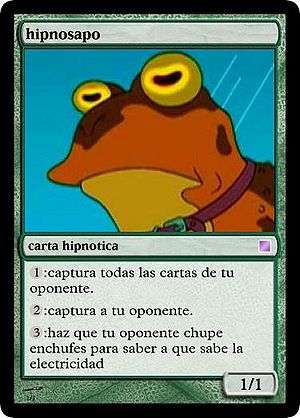 hipnosapo
carta hipnotica
1 :captura todas las cartas de tu
oponente.
2 :captura a tu oponente.
3 :haz que tu oponente chupe
enchufes para saber a que sabe la
electricidad
1/1